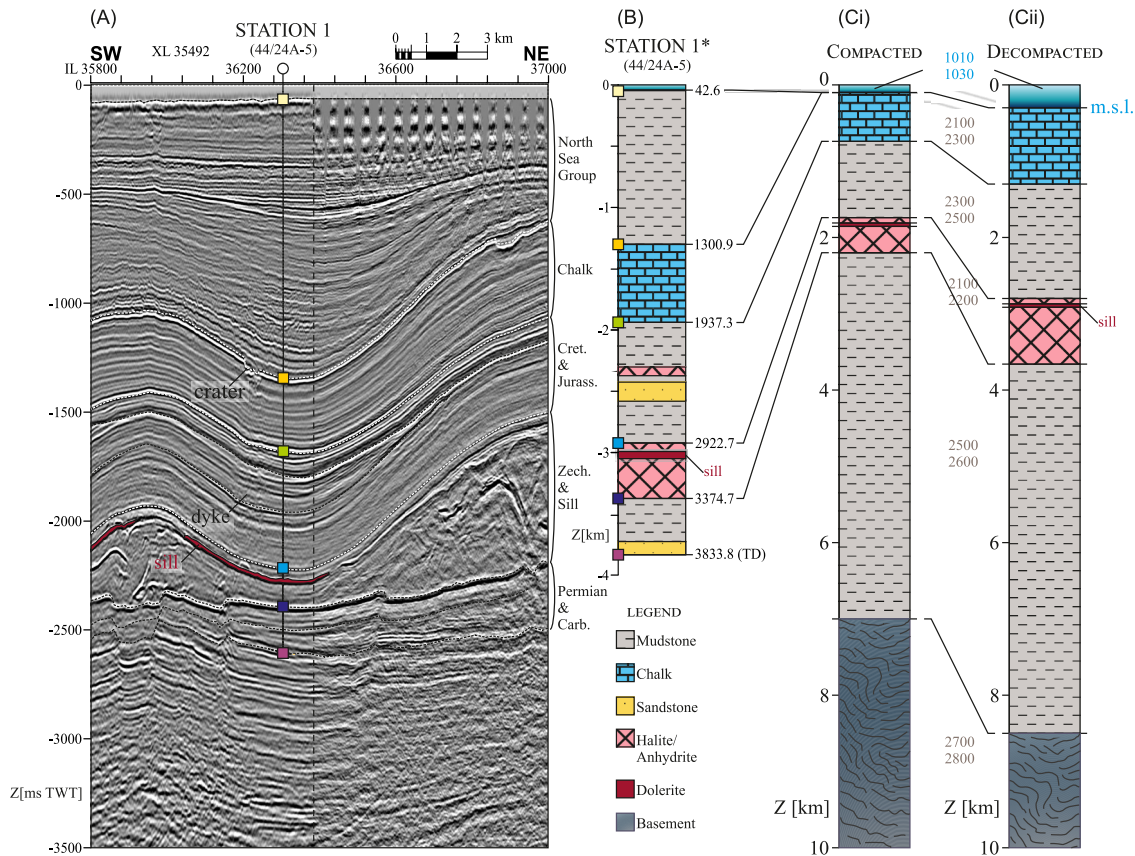 (A)
STATION 1
(44/24A-5)
0 1 2 3 km
SW
XL 35492
NE
IL 35800
36200
36600
37000
0
-500
-1000
-1500
-2000
-2500
-3000
Z[ms TWT]
-3500
crater
dyke
sill
North
Sea
Group
Chalk
Cret.
&
Jurass.
Zech.
&
Sill
Permian
&
Carb.
(B)
STATION 1*
(44/24A-5)
0
-1
-2
-3
Z[km]
-4
42.6
1300.9
1937.3
2922.7
sill
3374.7
3833.8 (TD)
LEGEND
Mudstone
Chalk
Sandstone
Halite/
Anhydrite
Dolerite
Basement
(Ci)
COMPACTED
0
2
4
6
8
Z [km]
10
1010
1030
2100
2300
2300
2500
2100
2200
2500
2600
2700
2800
(Cii)
DECOMPACTED
0
2
4
6
8
Z [km]
10
m.s.l.
sill